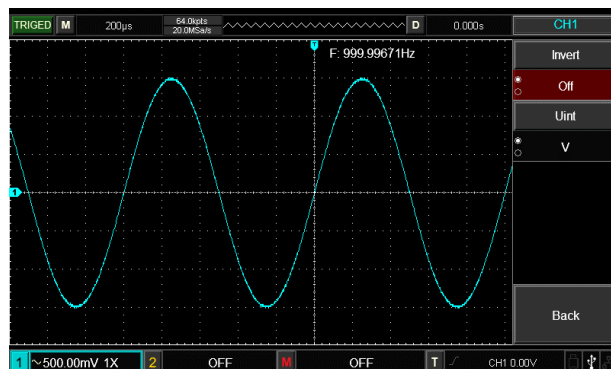 TRIGED M 200μs 64.0kpts D 0.000s CH1
20.0MSa/s
T
F: 999.99671Hz
Invert
Off
Uint
V
1
Back
1 ~500.00mV 1X 2 OFF M OFF T CH1 0.00V